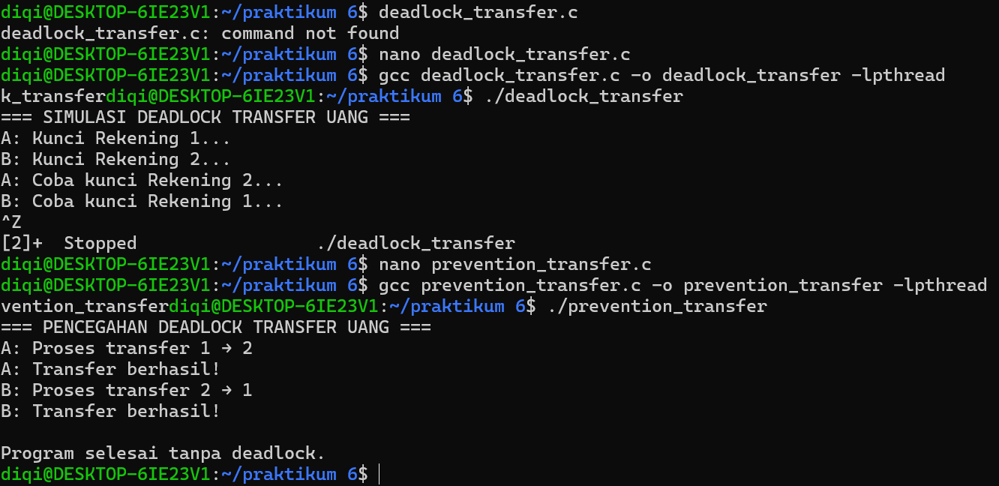 diqi@DESKTOP-6IE23V1:~/praktikum 6$ deadlock_transfer.c
deadlock_transfer.c: command not found
diqi@DESKTOP-6IE23V1:~/praktikum 6$ nano deadlock_transfer.c
diqi@DESKTOP-6IE23V1:~/praktikum 6$ gcc deadlock_transfer.c -o deadlock_transfer -lpthread
k_transferdiqi@DESKTOP-6IE23V1:~/praktikum 6$ ./deadlock_transfer
=== SIMULASI DEADLOCK TRANSFER UANG ===
A: Kunci Rekening 1...
B: Kunci Rekening 2...
A: Coba kunci Rekening 2...
B: Coba kunci Rekening 1...
^Z
[2]+  Stopped                 ./deadlock_transfer
diqi@DESKTOP-6IE23V1:~/praktikum 6$ nano prevention_transfer.c
diqi@DESKTOP-6IE23V1:~/praktikum 6$ gcc prevention_transfer.c -o prevention_transfer -lpthread
vention_transferdiqi@DESKTOP-6IE23V1:~/praktikum 6$ ./prevention_transfer
=== PENCEGAHAN DEADLOCK TRANSFER UANG ===
A: Proses transfer 1 → 2
A: Transfer berhasil!
B: Proses transfer 2 → 1
B: Transfer berhasil!

Program selesai tanpa deadlock.
diqi@DESKTOP-6IE23V1:~/praktikum 6$